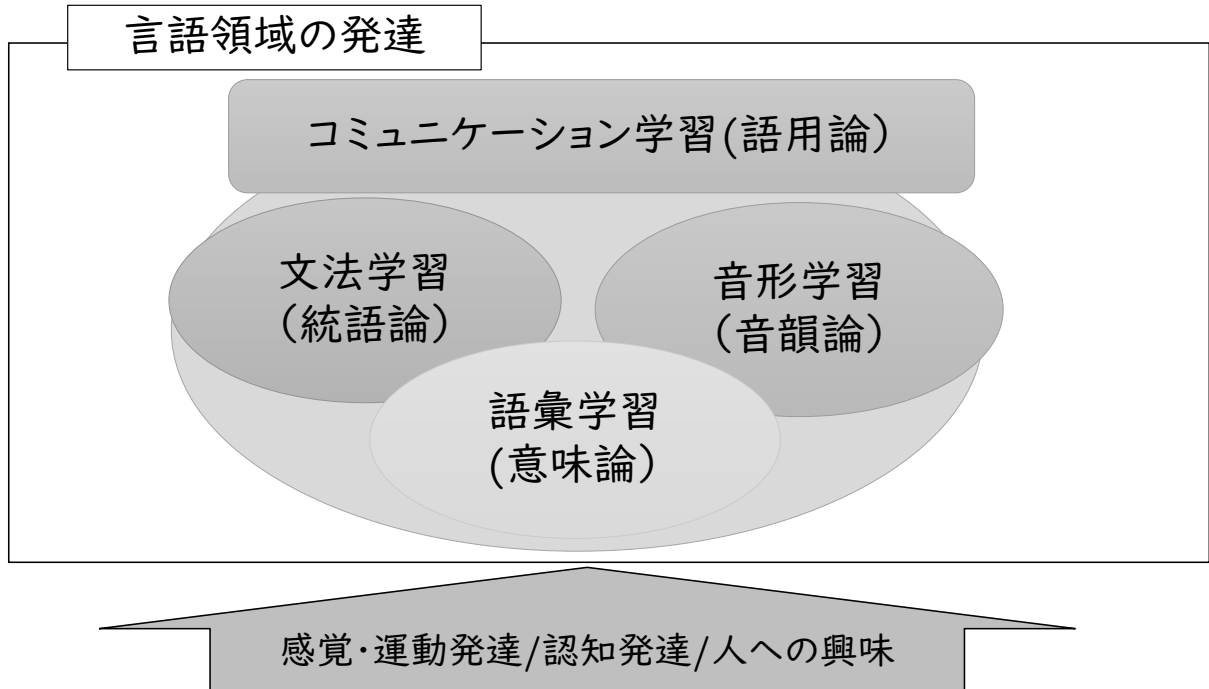 言語領域の発達
コミュニケーション学習(語用論)
文法学習
(統語論)
音形学習
(音韻論)
語彙学習
(意味論)
感覚・運動発達/認知発達/人への興味